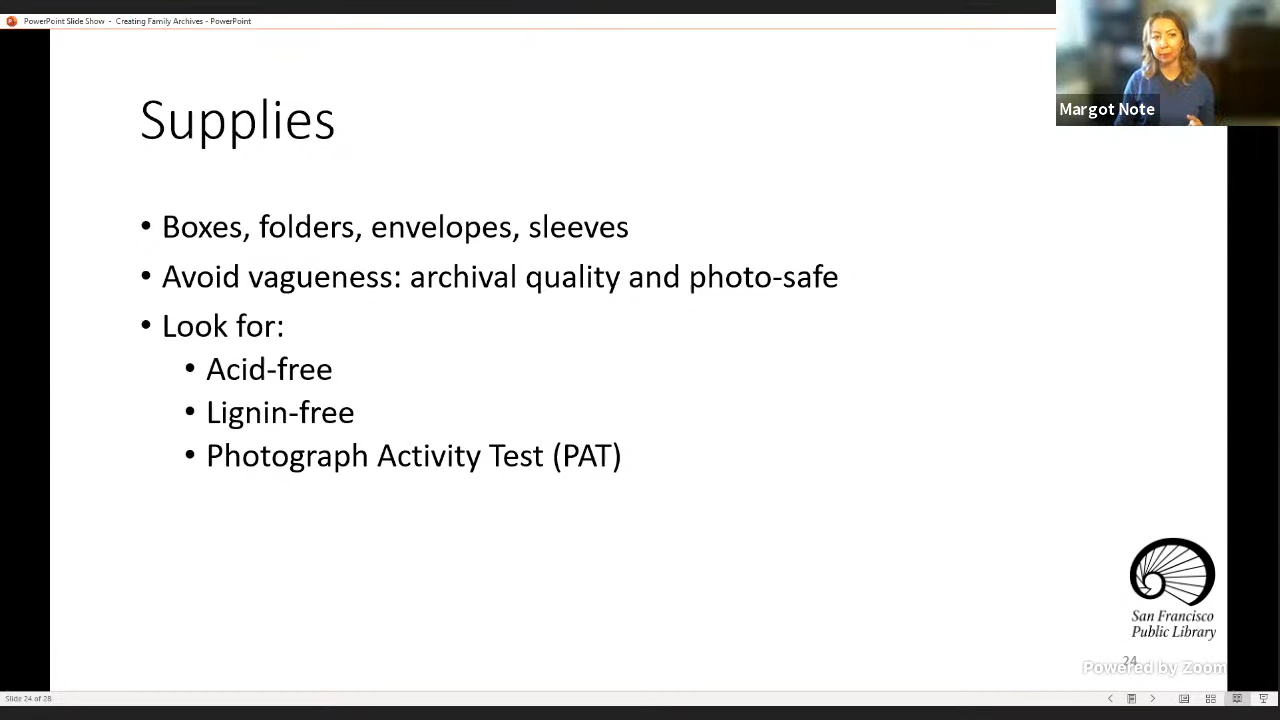 PowerPoint Slide Show - Creating Family Archives - PowerPoint
Margot Note
Supplies
• Boxes, folders, envelopes, sleeves
• Avoid vagueness: archival quality and photo-safe
• Look for:
• Acid-free
• Lignin-free
• Photograph Activity Test (PAT)
San Francisco
Public Library
24
Powered by Zoom
Slide 24 of 28